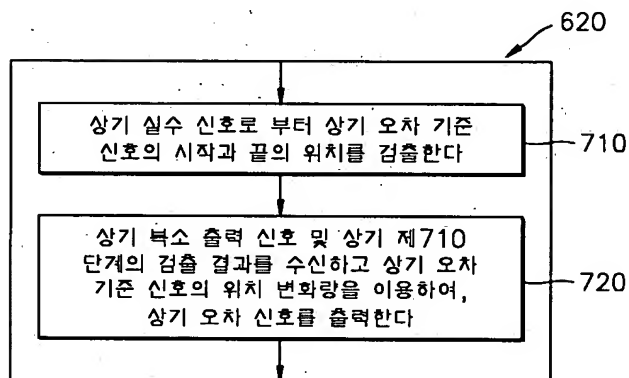 620
상기 실수 신호로 부터 상기 오차 기준
신호의 시작과 끝의 위치를 검출한다
710
상기 복소 출력 신호 및 상기 제710
단계의 검출 결과를 수신하고 상기 오차
기준 신호의 위치 변화량을 이용하여,
상기 오차 신호를 출력한다
720